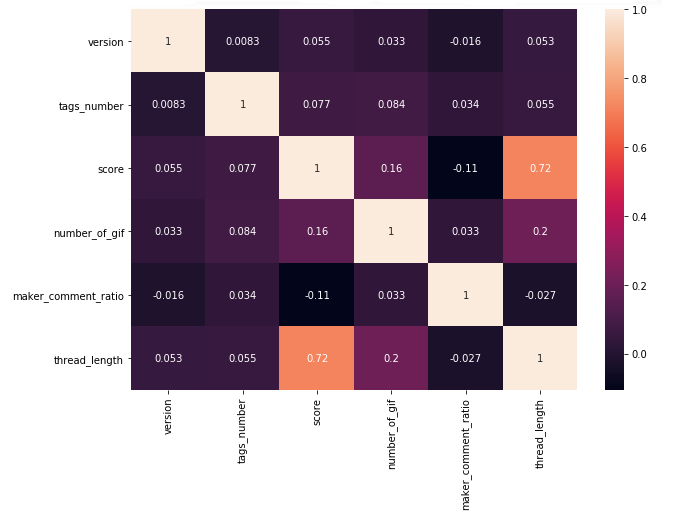 version 1 0.0083 0.055 0.033 -0.016 0.053
tags_number 0.0083 1 0.077 0.084 0.034 0.055
score 0.055 0.077 1 0.16 -0.11 0.72
number_of_gif 0.033 0.084 0.16 1 0.033 0.2
maker_comment_ratio -0.016 0.034 -0.11 0.033 1 -0.027
thread_length 0.053 0.055 0.72 0.2 -0.027 1
version
tags_number
score
number_of_gif
maker_comment_ratio
thread_length
1.0
0.8
0.6
0.4
0.2
0.0